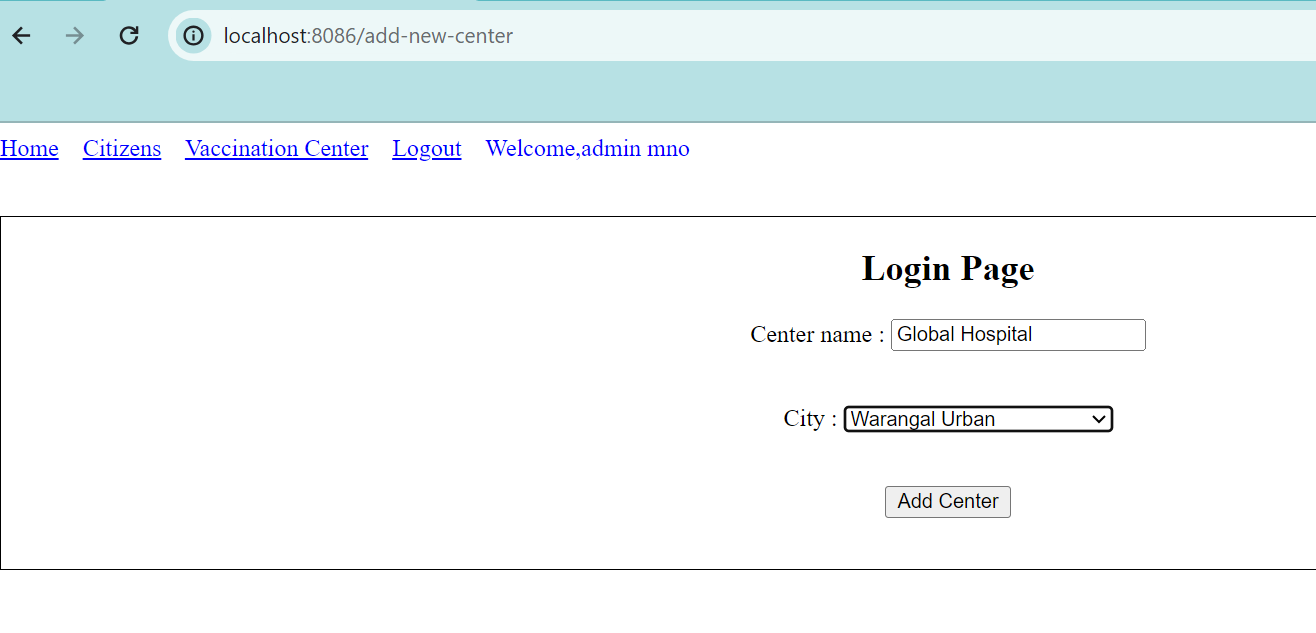 localhost:8086/add-new-center
Home Citizens Vaccination Center Logout Welcome,admin mno
Login Page
Center name : Global Hospital
City : Warangal Urban
Add Center